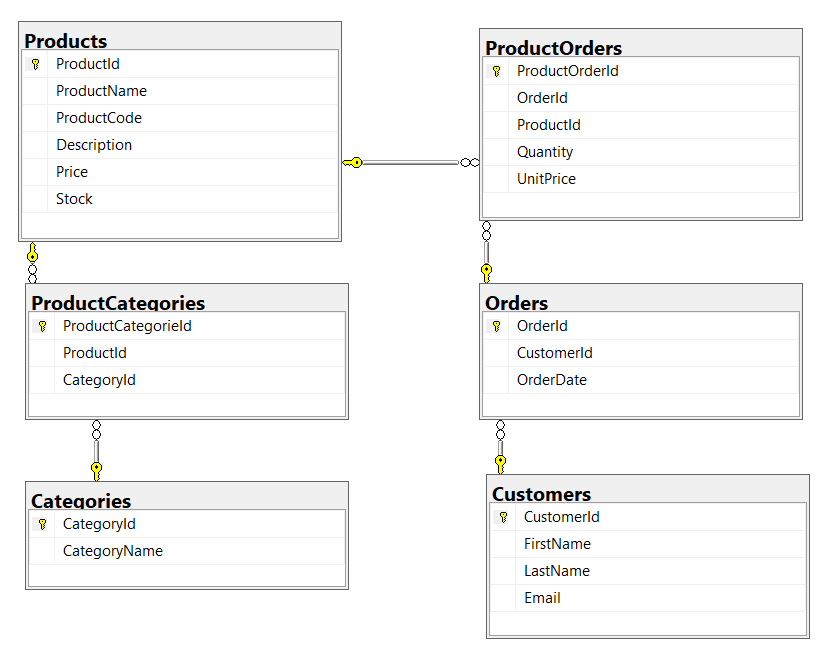 Products
ProductId
ProductName
ProductCode
Description
Price
Stock
ProductOrders
ProductOrderId
OrderId
ProductId
Quantity
UnitPrice
ProductCategories
ProductCategorieId
ProductId
CategoryId
Orders
OrderId
CustomerId
OrderDate
Categories
CategoryId
CategoryName
Customers
CustomerId
FirstName
LastName
Email